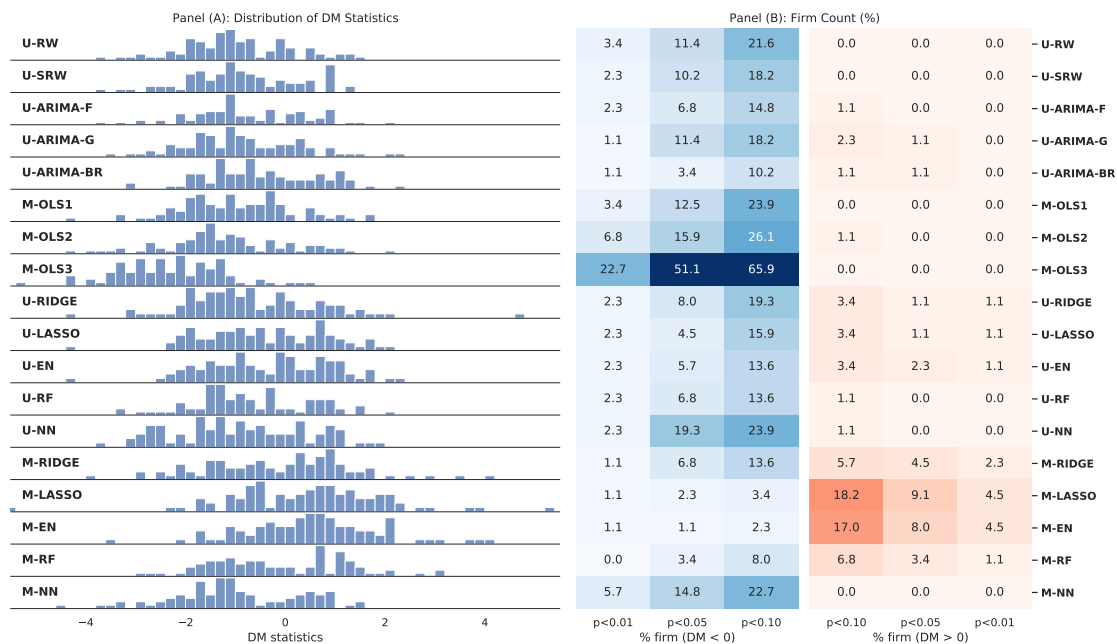 Panel (A): Distribution of DM Statistics
Panel (B): Firm Count (%)
U-RW 3.4 11.4 21.6 0.0 0.0 0.0 U-RW
U-SRW 2.3 10.2 18.2 0.0 0.0 0.0 U-SRW
U-ARIMA-F 2.3 6.8 14.8 1.1 0.0 0.0 U-ARIMA-F
U-ARIMA-G 1.1 11.4 18.2 2.3 1.1 0.0 U-ARIMA-G
U-ARIMA-BR 1.1 3.4 10.2 1.1 1.1 0.0 U-ARIMA-BR
M-OLS1 3.4 12.5 23.9 0.0 0.0 0.0 M-OLS1
M-OLS2 6.8 15.9 26.1 1.1 0.0 0.0 M-OLS2
M-OLS3 22.7 51.1 65.9 0.0 0.0 0.0 M-OLS3
U-RIDGE 2.3 8.0 19.3 3.4 1.1 1.1 U-RIDGE
U-LASSO 2.3 4.5 15.9 3.4 1.1 1.1 U-LASSO
U-EN 2.3 5.7 13.6 3.4 2.3 1.1 U-EN
U-RF 2.3 6.8 13.6 1.1 0.0 0.0 U-RF
U-NN 2.3 19.3 23.9 1.1 0.0 0.0 U-NN
M-RIDGE 1.1 6.8 13.6 5.7 4.5 2.3 M-RIDGE
M-LASSO 1.1 2.3 3.4 18.2 9.1 4.5 M-LASSO
M-EN 1.1 1.1 2.3 17.0 8.0 4.5 M-EN
M-RF 0.0 3.4 8.0 6.8 3.4 1.1 M-RF
M-NN 5.7 14.8 22.7 0.0 0.0 0.0 M-NN
−4 −2 0 2 4 p<0.01 p<0.05 p<0.10 p<0.10 p<0.05 p<0.01
DM statistics % firm (DM < 0) % firm (DM > 0)